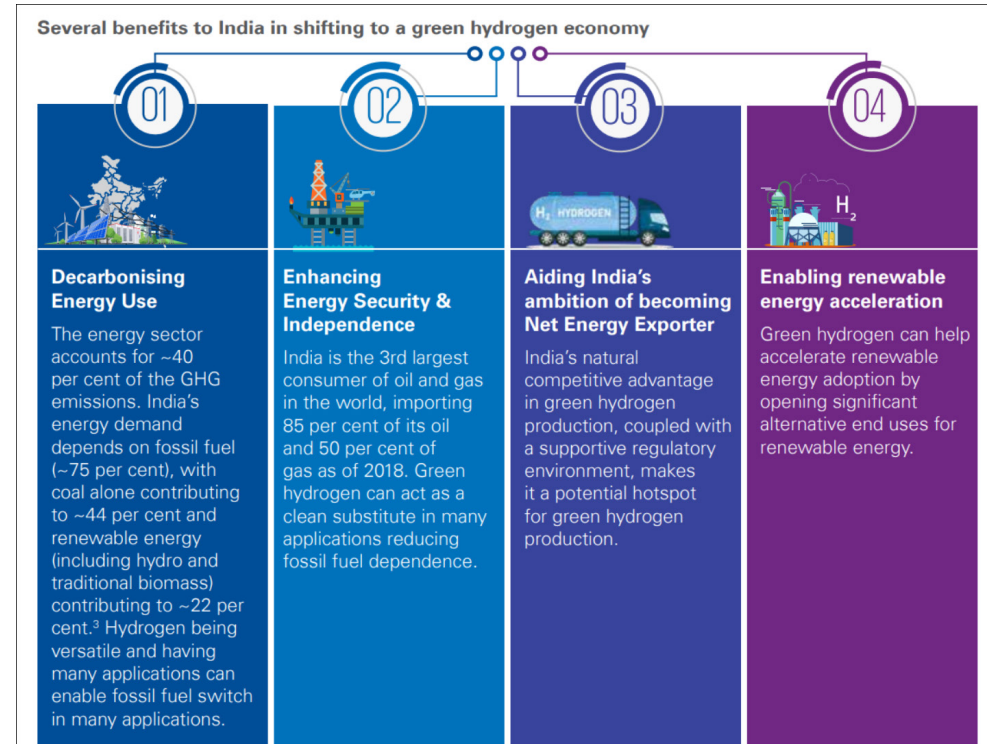 Several benefits to India in shifting to a green hydrogen economy
01
Decarbonising
Energy Use
The energy sector
accounts for ~40
per cent of the GHG
emissions. India’s
energy demand
depends on fossil fuel
(~75 per cent), with
coal alone contributing
to ~44 per cent and
renewable energy
(including hydro and
traditional biomass)
contributing to ~22 per
cent.³ Hydrogen being
versatile and having
many applications can
enable fossil fuel switch
in many applications.
02
Enhancing
Energy Security &
Independence
India is the 3rd largest
consumer of oil and gas
in the world, importing
85 per cent of its oil
and 50 per cent of
gas as of 2018. Green
hydrogen can act as a
clean substitute in many
applications reducing
fossil fuel dependence.
03
H₂ HYDROGEN
Aiding India’s
ambition of becoming
Net Energy Exporter
India’s natural
competitive advantage
in green hydrogen
production, coupled with
a supportive regulatory
environment, makes
it a potential hotspot
for green hydrogen
production.
04
H₂
Enabling renewable
energy acceleration
Green hydrogen can help
accelerate renewable
energy adoption by
opening significant
alternative end uses for
renewable energy.